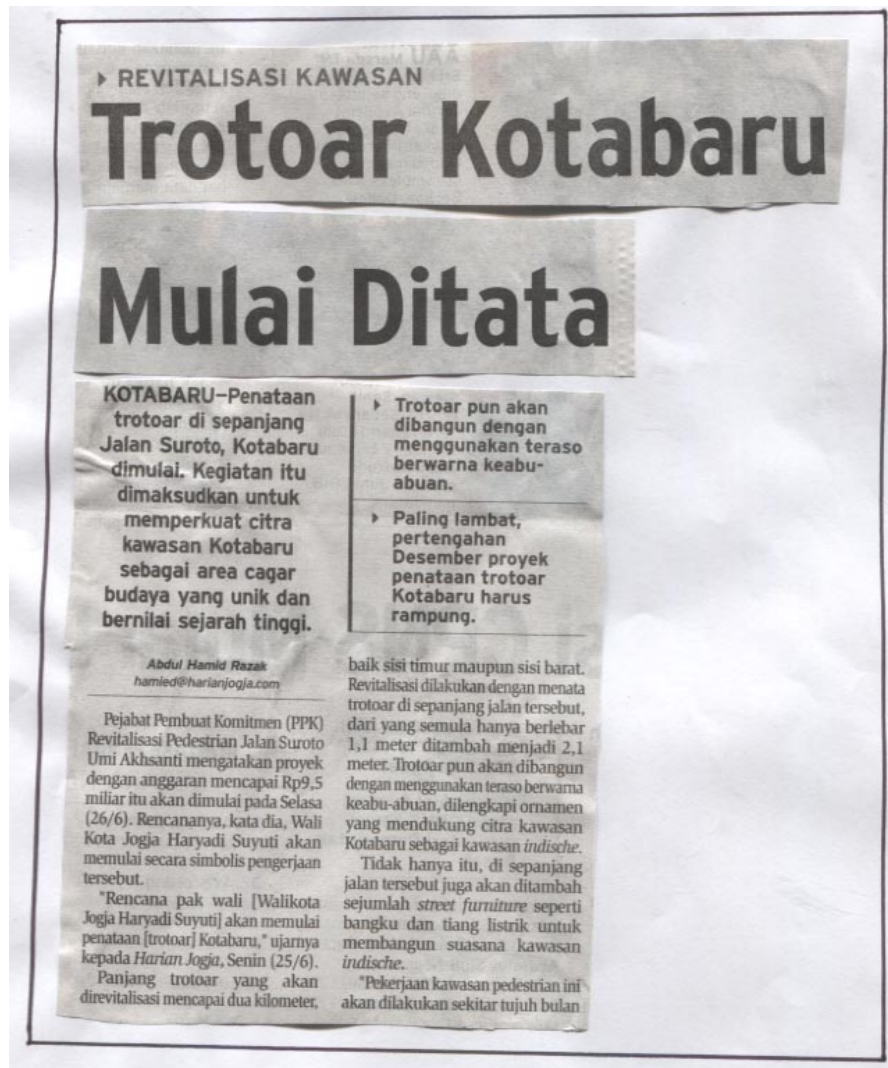 REVITALISASI KAWASAN
Trotoar Kotabaru
Mulai Ditata
KOTABARU–Penataan
trotoar di sepanjang
Jalan Suroto, Kotabaru
dimulai. Kegiatan itu
dimaksudkan untuk
memperkuat citra
kawasan Kotabaru
sebagai area cagar
budaya yang unik dan
bernilai sejarah tinggi.
Trotoar pun akan
dibangun dengan
menggunakan teraso
berwarna keabu-
abuan.
Paling lambat,
pertengahan
Desember proyek
penataan trotoar
Kotabaru harus
rampung.
Abdul Hamid Razak
hamied@harianjogja.com
Pejabat Pembuat Komitmen (PPK)
Revitalisasi Pedestrian Jalan Suroto
Umi Akhsanti mengatakan proyek
dengan anggaran mencapai Rp9,5
miliar itu akan dimulai pada Selasa
(26/6). Rencananya, kata dia, Wali
Kota Jogja Haryadi Suyuti akan
memulai secara simbolis pengerjaan
tersebut.
"Rencana pak wali [Walikota
Jogja Haryadi Suyuti] akan memulai
penataan [trotoar] Kotabaru," ujarnya
kepada Harian Jogja, Senin (25/6).
Panjang trotoar yang akan
direvitalisasi mencapai dua kilometer,
baik sisi timur maupun sisi barat.
Revitalisasi dilakukan dengan menata
trotoar di sepanjang jalan tersebut,
dari yang semula hanya berlebar
1,1 meter ditambah menjadi 2,1
meter. Trotoar pun akan dibangun
dengan menggunakan teraso berwarna
keabu-abuan, dilengkapi ornamen
yang mendukung citra kawasan
Kotabaru sebagai kawasan indische.
Tidak hanya itu, di sepanjang
jalan tersebut juga akan ditambah
sejumlah street furniture seperti
bangku dan tiang listrik untuk
membangun suasana kawasan
indische.
"Pekerjaan kawasan pedestrian ini
akan dilakukan sekitar tujuh bulan